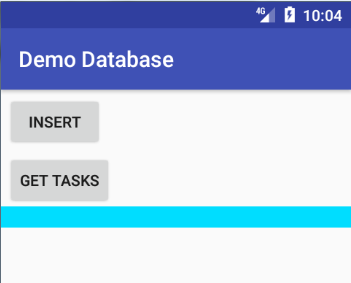 4G 10:04
Demo Database
INSERT
GET TASKS